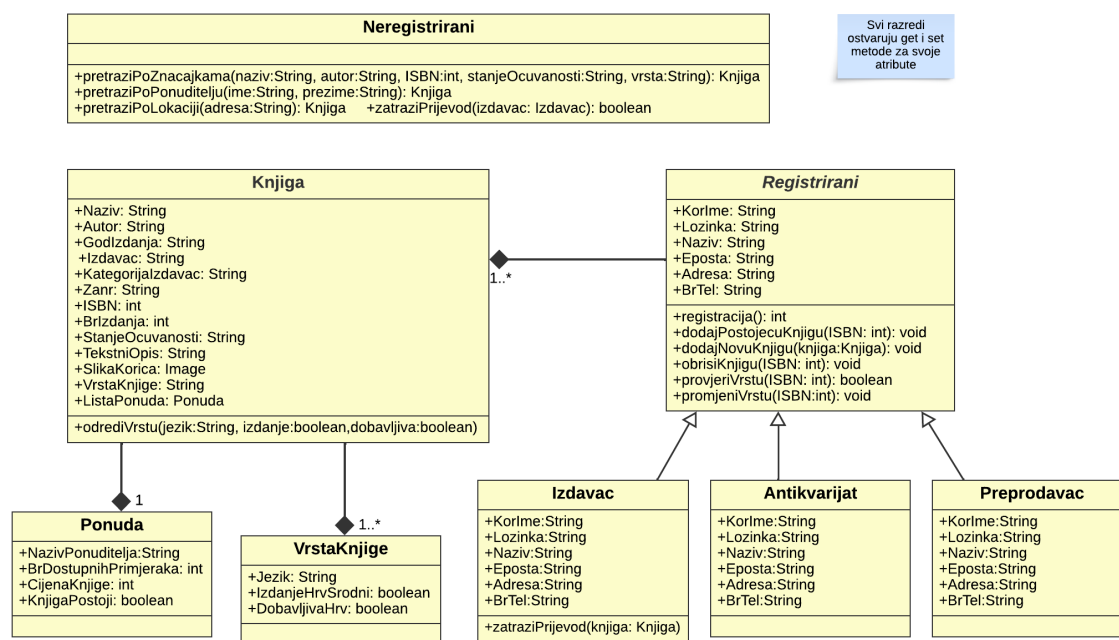 Neregistrirani
+pretraziPoZnacajkama(naziv:String, autor:String, ISBN:int, stanjeOcuvanosti:String, vrsta:String): Knjiga
+pretraziPoPonuditelju(ime:String, prezime:String): Knjiga
+pretraziPoLokaciji(adresa:String): Knjiga +zatraziPrijevod(izdavac: Izdavac): boolean
Svi razredi
ostvaruju get i set
metode za svoje
atribute
Knjiga
+Naziv: String
+Autor: String
+GodIzdanja: String
+Izdavac: String
+KategorijaIzdavac: String
+Zanr: String
+ISBN: int
+BrIzdanja: int
+StanjeOcuvanosti: String
+TekstniOpis: String
+SlikaKorica: Image
+VrstaKnjige: String
+ListaPonuda: Ponuda
+odrediVrstu(jezik:String, izdanje:boolean,dobavljiva:boolean)
1..*
Registrirani
+KorIme: String
+Lozinka: String
+Naziv: String
+Eposta: String
+Adresa: String
+BrTel: String
+registracija(): int
+dodajPostojecuKnjigu(ISBN: int): void
+dodajNovuKnjigu(knjiga:Knjiga): void
+obrisiKnjigu(ISBN: int): void
+provjeriVrstu(ISBN: int): boolean
+promjeniVrstu(ISBN:int): void
1
Ponuda
+NazivPonuditelja:String
+BrDostupnihPrimjeraka: int
+CijenaKnjige: int
+KnjigaPostoji: boolean
1..*
VrstaKnjige
+Jezik: String
+IzdanjeHrvSrodni: boolean
+DobavljivaHrv: boolean
Izdavac
+KorIme:String
+Lozinka:String
+Naziv:String
+Eposta:String
+Adresa:String
+BrTel:String
+zatraziPrijevod(knjiga: Knjiga)
Antikvarijat
+KorIme:String
+Lozinka:String
+Naziv:String
+Eposta:String
+Adresa:String
+BrTel:String
Preprodavac
+KorIme:String
+Lozinka:String
+Naziv:String
+Eposta:String
+Adresa:String
+BrTel:String